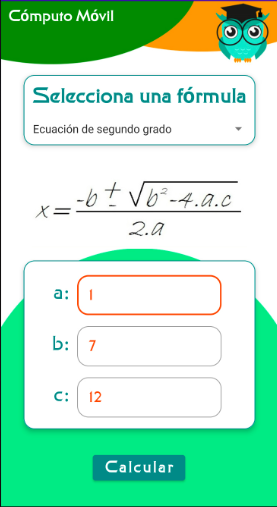 Cómputo Móvil
Selecciona una fórmula
Ecuación de segundo grado
x = -b ± √b²-4.a.c / 2.a
a: 1
b: 7
c: 12
Calcular